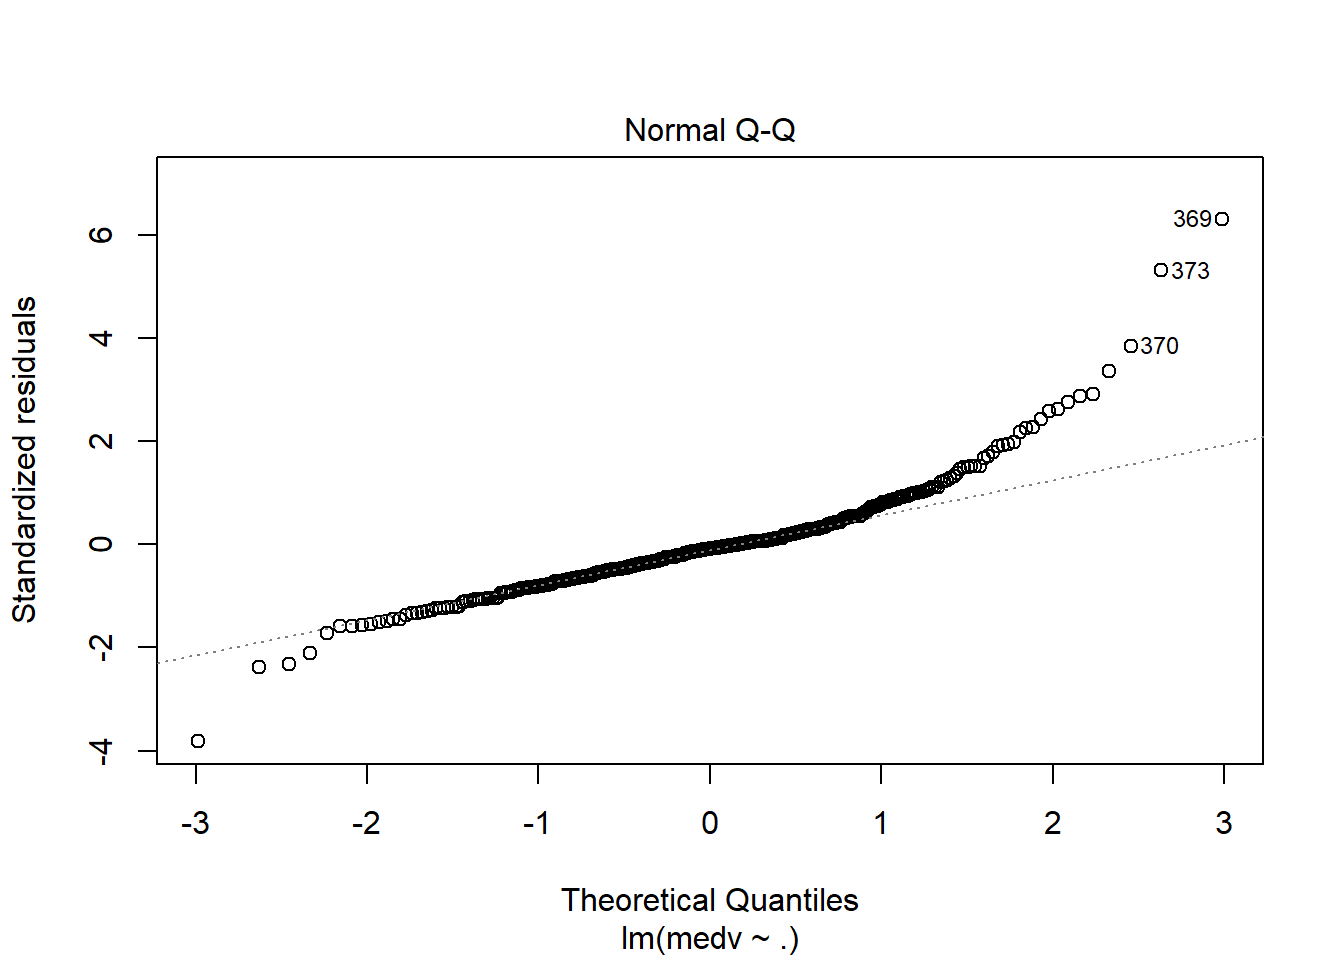 Normal Q-Q
Standardized residuals
6
4
2
0
-2
-4
369
373
370
-3 -2 -1 0 1 2 3
Theoretical Quantiles
lm(medv ~ .)